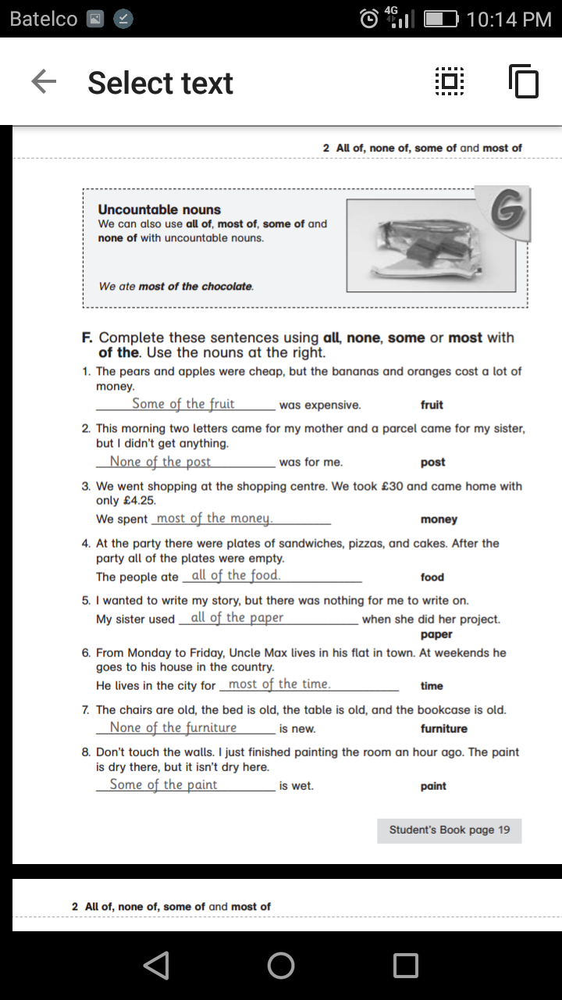 Batelco 4G 10:14 PM
Select text
2 All of, none of, some of and most of
Uncountable nouns
We can also use all of, most of, some of and
none of with uncountable nouns.
We ate most of the chocolate.
G
F. Complete these sentences using all, none, some or most with
of the. Use the nouns at the right.
1. The pears and apples were cheap, but the bananas and oranges cost a lot of
money.
Some of the fruit was expensive. fruit
2. This morning two letters came for my mother and a parcel came for my sister,
but I didn't get anything.
None of the post was for me. post
3. We went shopping at the shopping centre. We took £30 and came home with
only £4.25.
We spent most of the money. money
4. At the party there were plates of sandwiches, pizzas, and cakes. After the
party all of the plates were empty.
The people ate all of the food. food
5. I wanted to write my story, but there was nothing for me to write on.
My sister used all of the paper when she did her project.
paper
6. From Monday to Friday, Uncle Max lives in his flat in town. At weekends he
goes to his house in the country.
He lives in the city for most of the time. time
7. The chairs are old, the bed is old, the table is old, and the bookcase is old.
None of the furniture is new. furniture
8. Don't touch the walls. I just finished painting the room an hour ago. The paint
is dry there, but it isn't dry here.
Some of the paint is wet. paint
Student's Book page 19
2 All of, none of, some of and most of